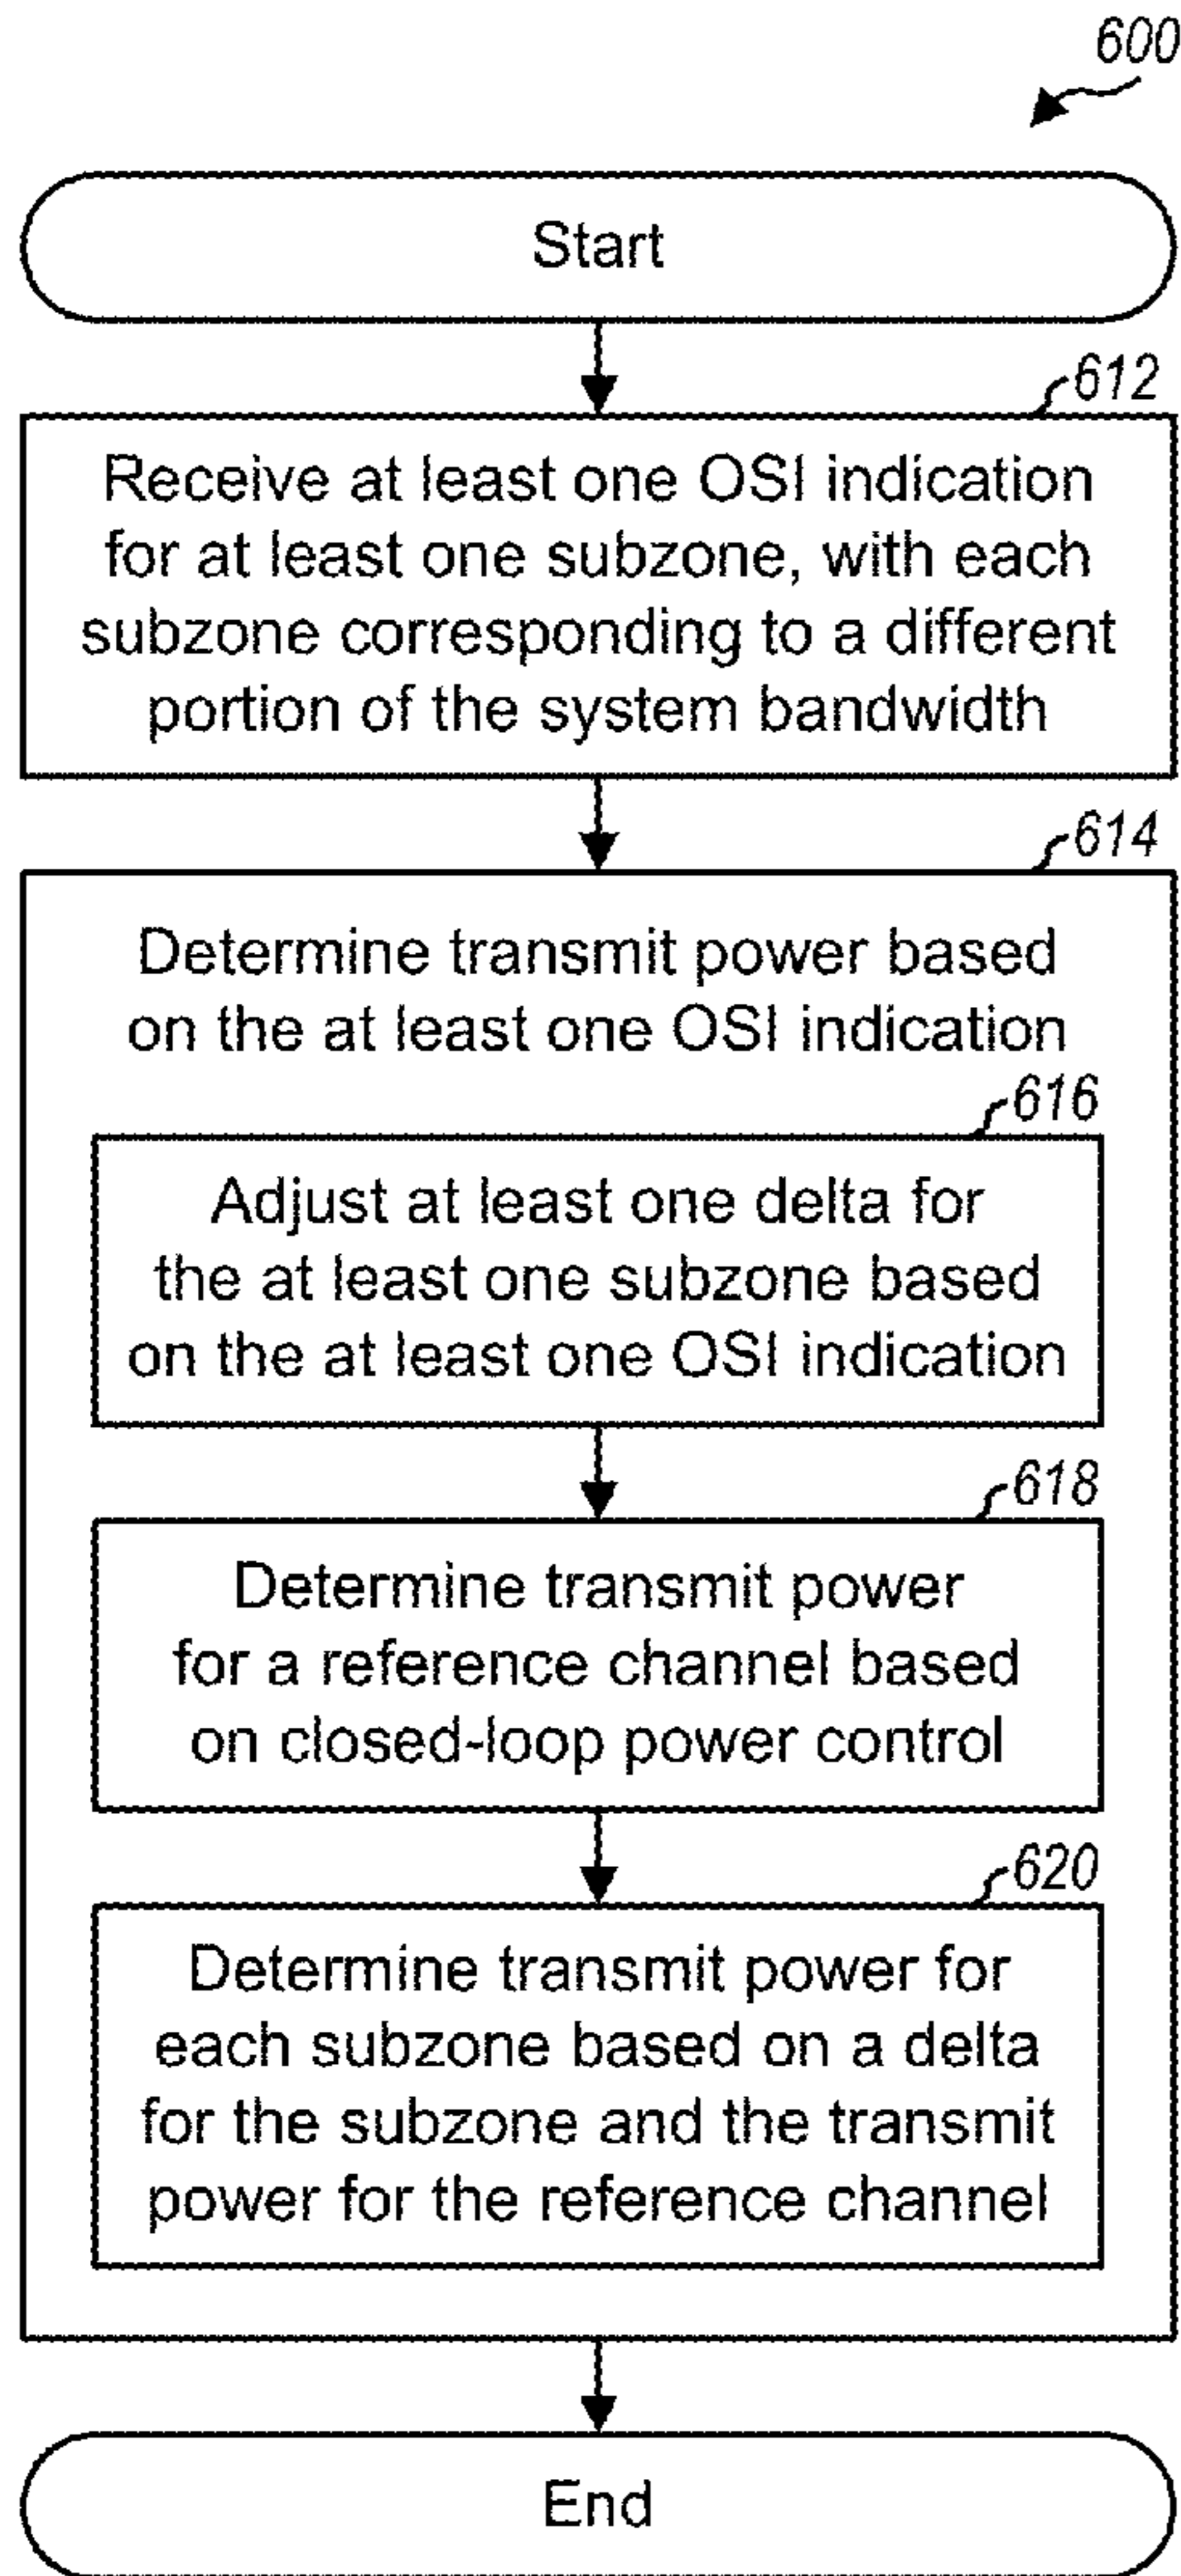 600
Start
612
Receive at least one OSI indication
for at least one subzone, with each
subzone corresponding to a different
portion of the system bandwidth
614
Determine transmit power based
on the at least one OSI indication
616
Adjust at least one delta for
the at least one subzone based
on the at least one OSI indication
618
Determine transmit power
for a reference channel based
on closed-loop power control
620
Determine transmit power for
each subzone based on a delta
for the subzone and the transmit
power for the reference channel
End